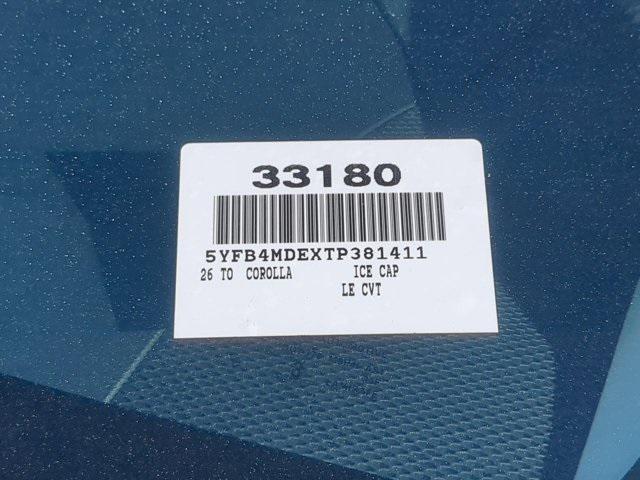 33180
5YFB4MDEXTP381411
26 TO COROLLA ICE CAP
LE CVT